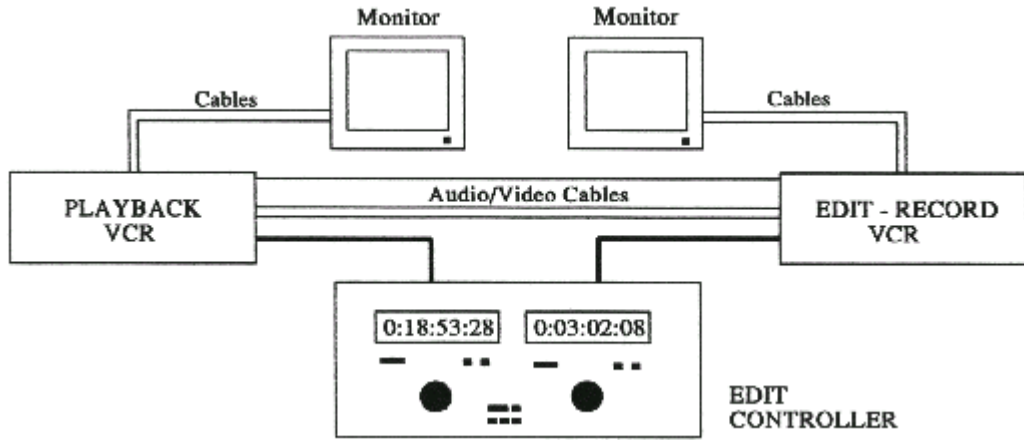 Monitor
Monitor
Cables
Cables
PLAYBACK
VCR
Audio/Video Cables
EDIT - RECORD
VCR
0:18:53:28
0:03:02:08
EDIT
CONTROLLER